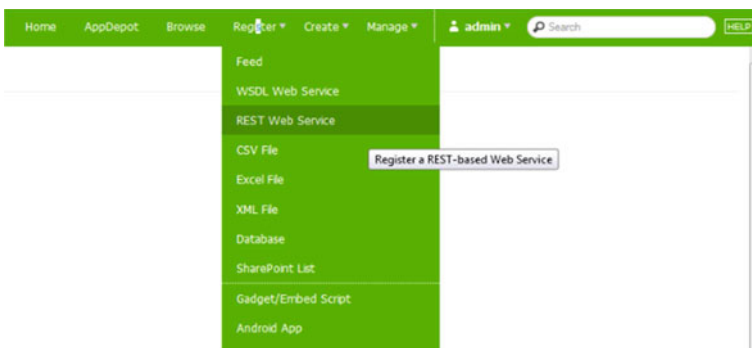 Home AppDepot Browse Register Create Manage admin Search HELP
Feed
WSDL Web Service
REST Web Service
CSV File
Register a REST-based Web Service
Excel File
XML File
Database
SharePoint List
Gadget/Embed Script
Android App